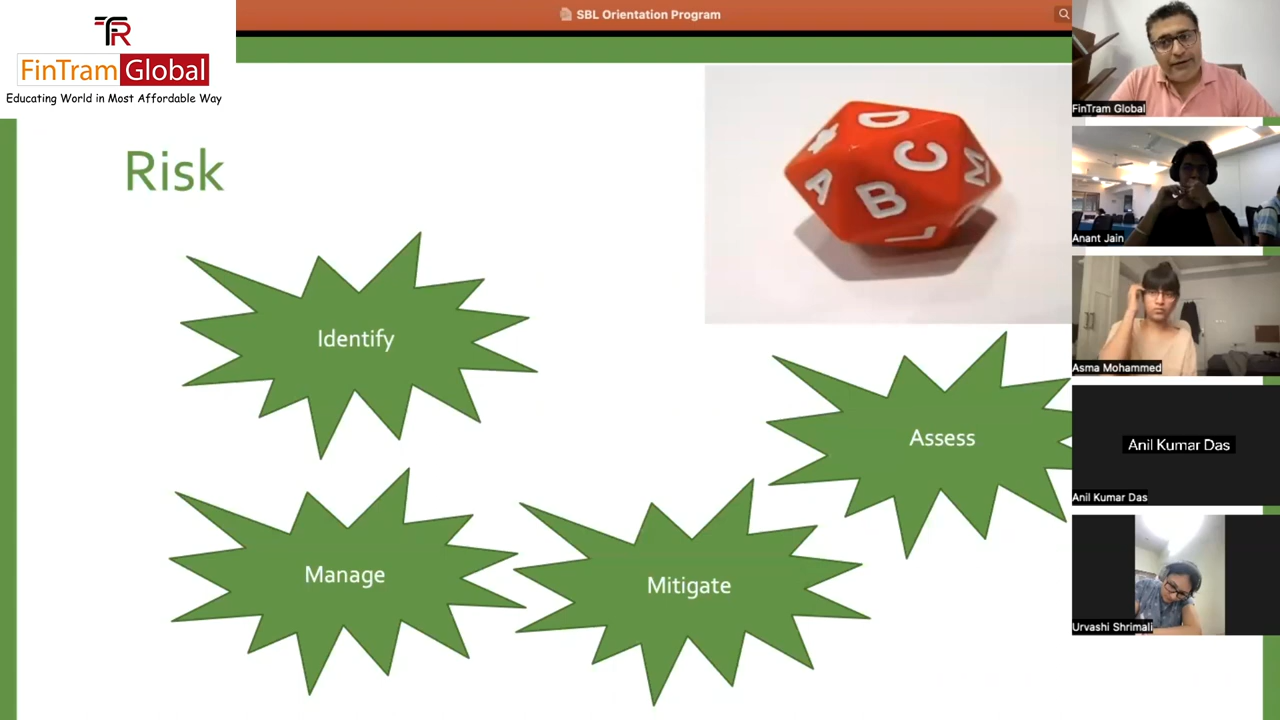 TR
FinTram Global
Educating World in Most Affordable Way
SBL Orientation Program
Risk
D
C
M
A
B
L
Identify
Assess
Manage
Mitigate
FinTram Global
Anant Jain
Asma Mohammed
Anil Kumar Das
Anil Kumar Das
Urvashi Shrimali